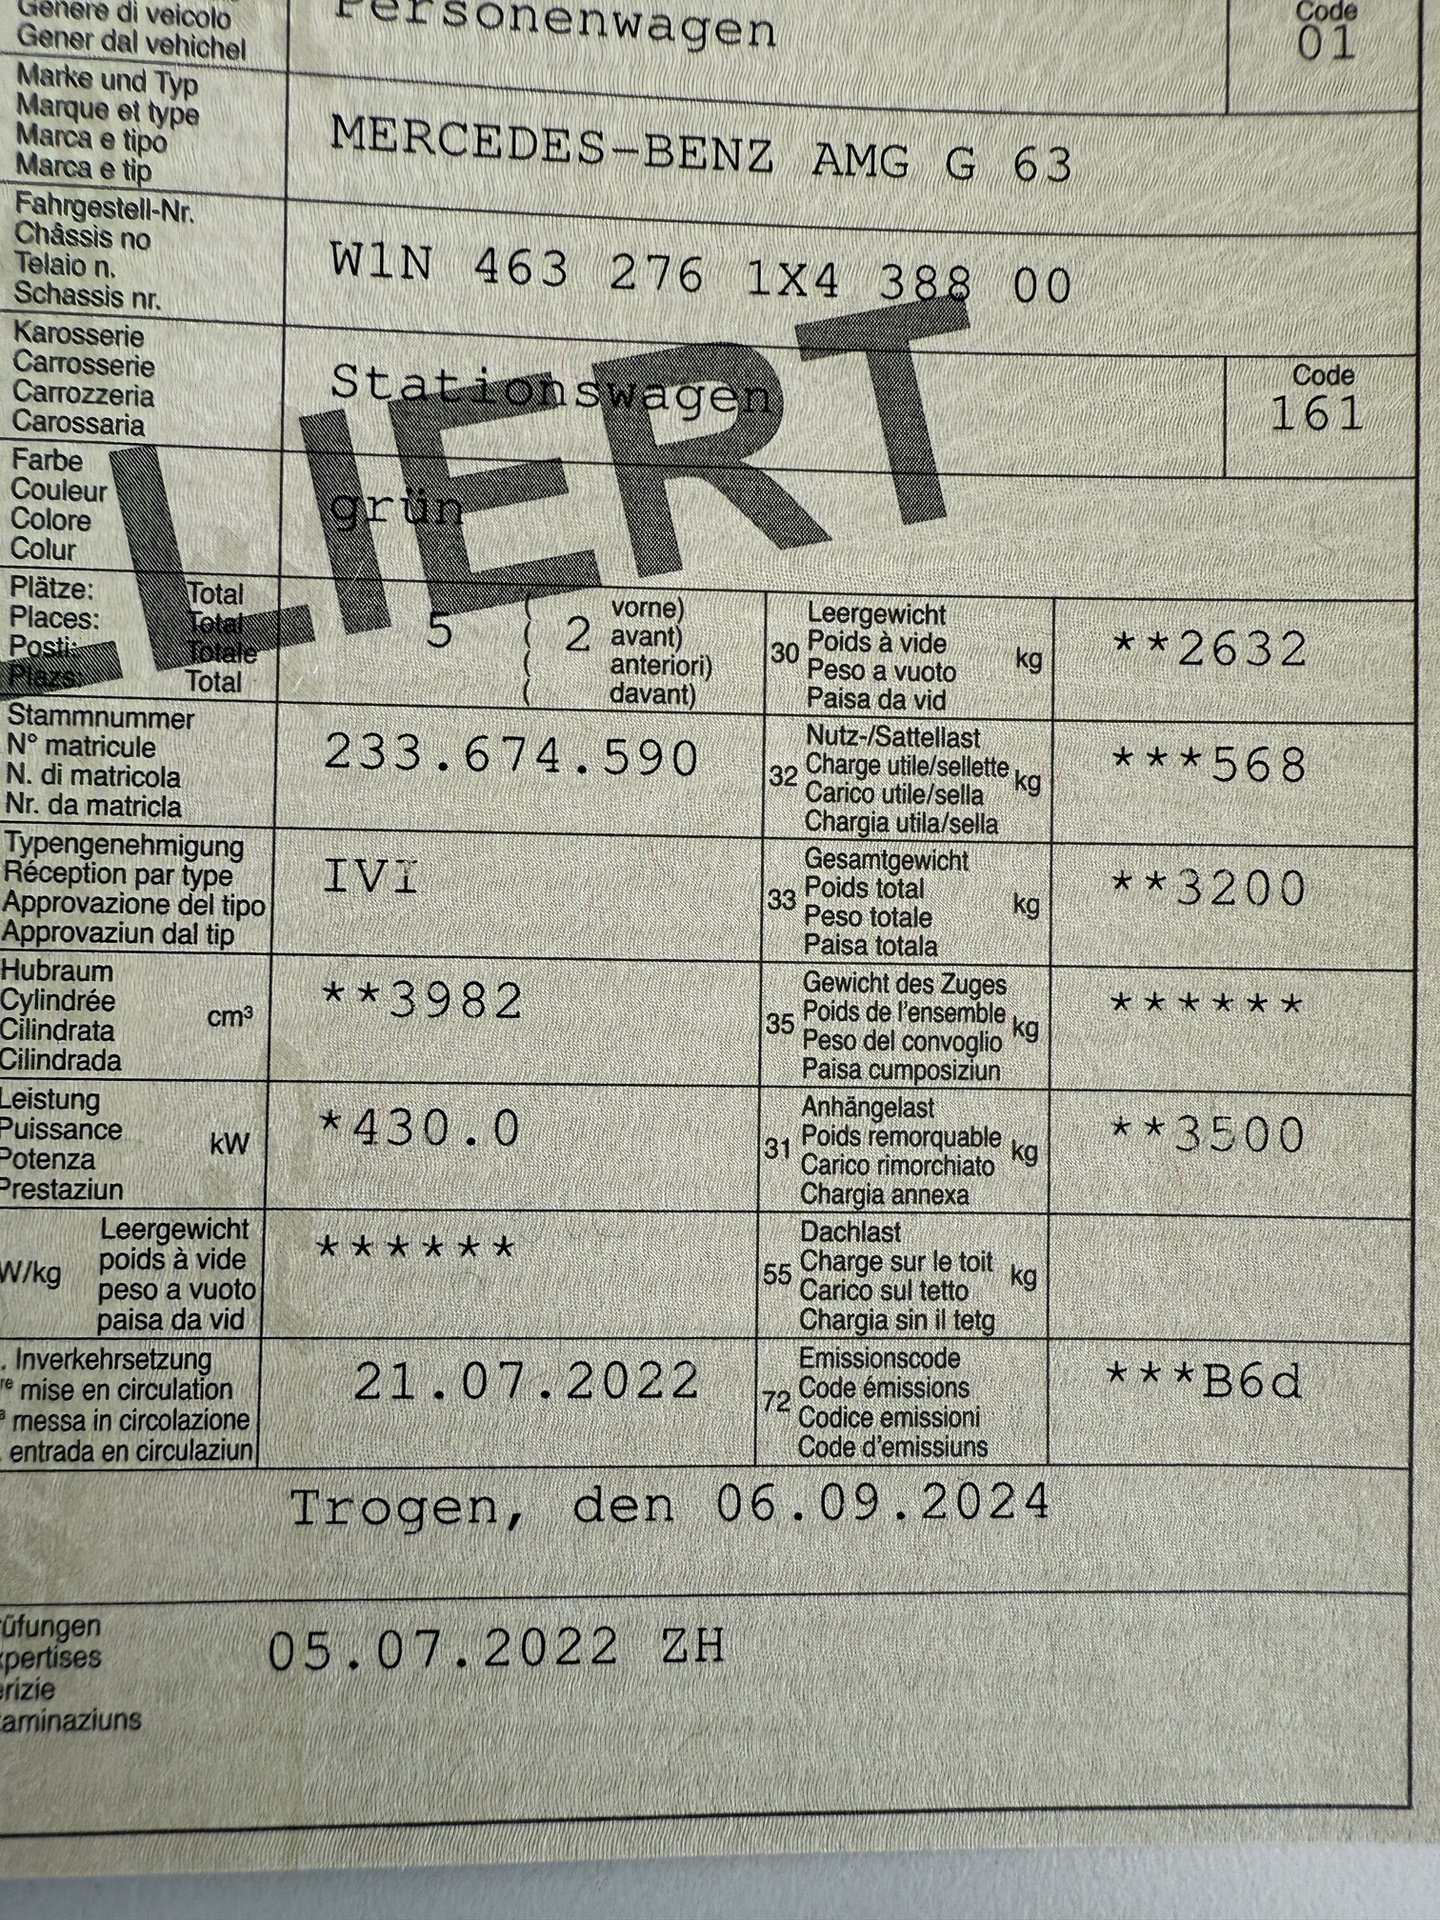 Genere di veicolo
Gener dal vehichel
Personenwagen
Code
01
Marke und Typ
Marque et type
Marca e tipo
Marca e tip
MERCEDES-BENZ AMG G 63
Fahrgestell-Nr.
Châssis no
Telaio n.
Schassis nr.
W1N 463 276 1X4 388 00
Karosserie
Carrosserie
Carrozzeria
Carossaria
Stationswagen
Code
161
LIERT
Farbe
Couleur
Colore
Colur
grün
Plätze: Total
Places: Total
Posti: Totale
Plazs: Total
5 ( 2 vorne)
( avant)
( anteriori)
( davant)
30 Leergewicht
Poids à vide
Peso a vuoto
Paisa da vid
kg
**2632
Stammnummer
N° matricule
N. di matricola
Nr. da matricla
233.674.590
32 Nutz-/Sattellast
Charge utile/sellette
Carico utile/sella
Chargia utila/sella
kg
***568
Typengenehmigung
Réception par type
Approvazione del tipo
Approvaziun dal tip
IVI
33 Gesamtgewicht
Poids total
Peso totale
Paisa totala
kg
**3200
Hubraum
Cylindrée
Cilindrata
Cilindrada
cm³
**3982
35 Gewicht des Zuges
Poids de l'ensemble
Peso del convoglio
Paisa cumposiziun
kg
******
Leistung
Puissance
Potenza
Prestaziun
kW
*430.0
31 Anhängelast
Poids remorquable
Carico rimorchiato
Chargia annexa
kg
**3500
W/kg
Leergewicht
poids à vide
peso a vuoto
paisa da vid
******
55 Dachlast
Charge sur le toit
Carico sul tetto
Chargia sin il tetg
kg
. Inverkehrsetzung
re mise en circulation
a messa in circolazione
. entrada en circulaziun
21.07.2022
72 Emissionscode
Code émissions
Codice emissioni
Code d'emissiuns
***B6d
Trogen, den 06.09.2024
üfungen
pertises
rizie
aminaziuns
05.07.2022 ZH